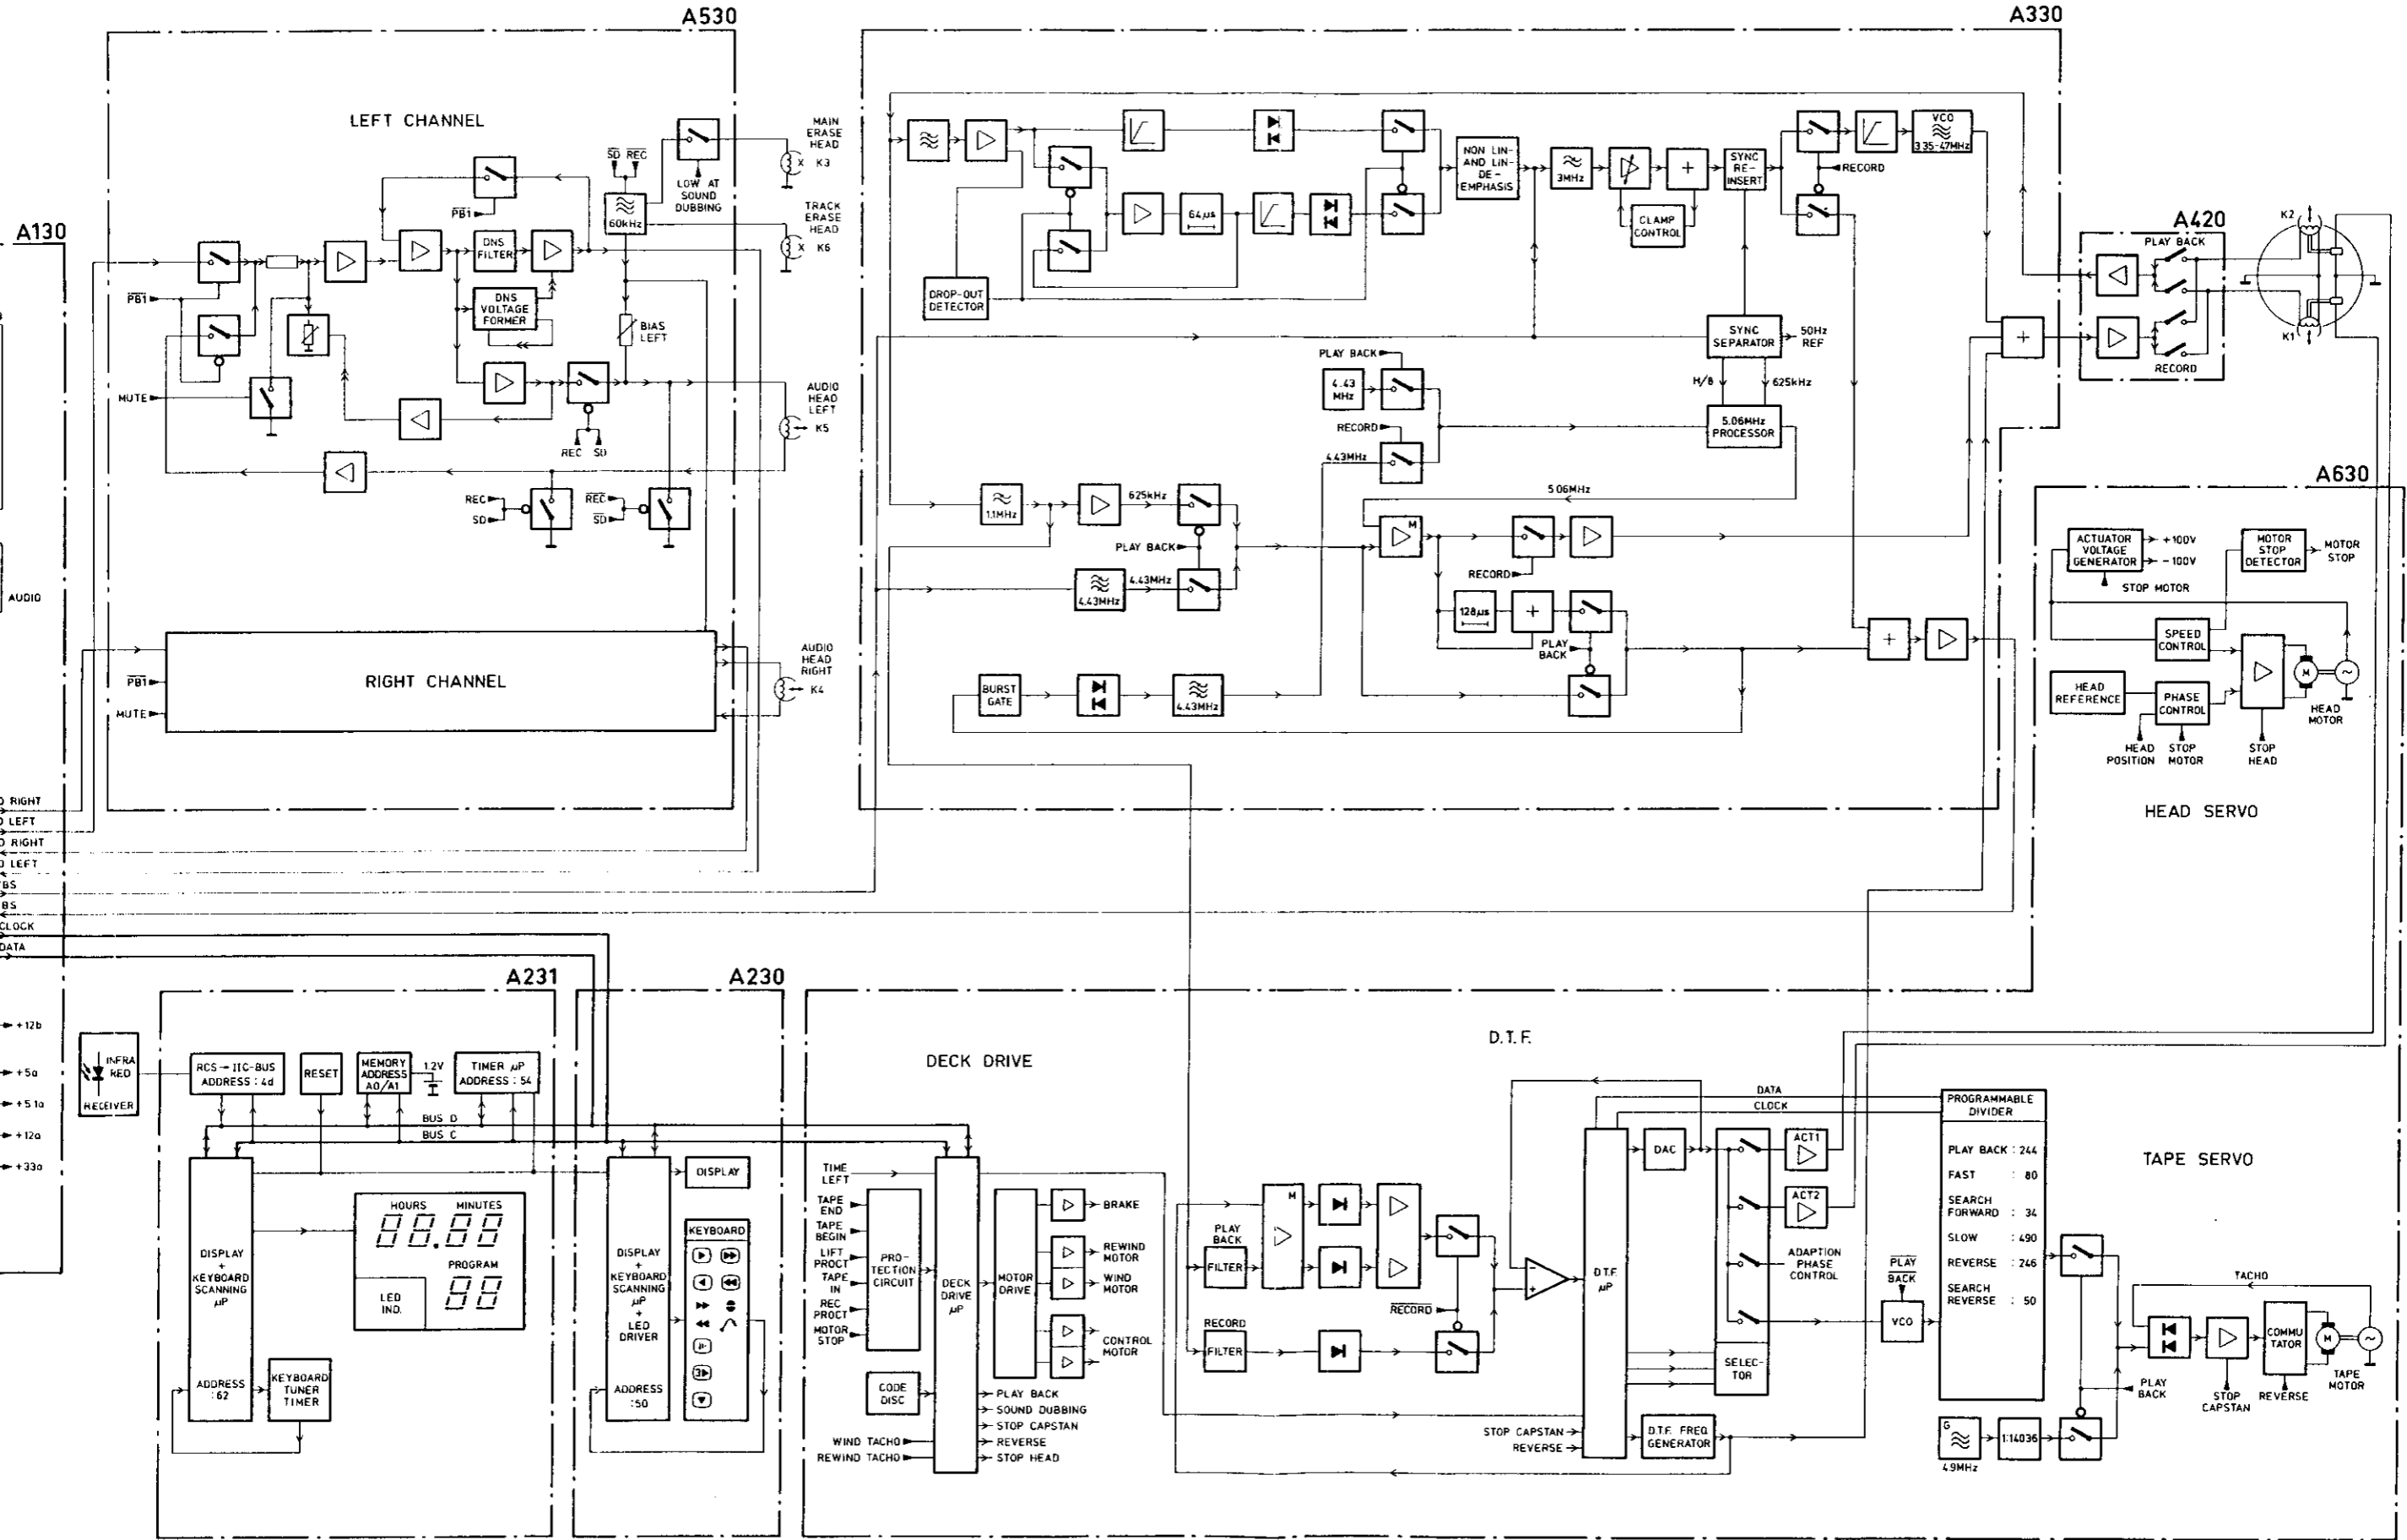 A530
A330
LEFT CHANNEL
MAIN
ERASE
HEAD
K3
S̅D̅ R̅E̅C̅
LOW AT
SOUND
DUBBING
60kHz
TRACK
ERASE
HEAD
K6
P̅B̅1̅
DNS
FILTER
DNS
VOLTAGE
FORMER
BIAS
LEFT
P̅B̅1̅
MUTE
AUDIO
HEAD
LEFT
K5
REC SD
REC
SD
R̅E̅C̅
S̅D̅
A130
AUDIO
RIGHT CHANNEL
P̅B̅1̅
MUTE
AUDIO
HEAD
RIGHT
K4
RIGHT
LEFT
RIGHT
LEFT
BS
BS
CLOCK
DATA
+12b
+5a
+51a
+12a
+33a
DROP-OUT
DETECTOR
64µs
NON LIN-
AND LIN-
DE-
EMPHASIS
3MHz
CLAMP
CONTROL
SYNC
RE-
INSERT
RECORD
VCO
3.35-4.7MHz
SYNC
SEPARATOR
50Hz
REF
H/8
625kHz
5.06MHz
PROCESSOR
PLAY BACK
4.43
MHz
RECORD
4.43MHz
1.1MHz
625kHz
PLAY BACK
4.43MHz
4.43MHz
5.06MHz
M
RECORD
128µs
PLAY
BACK
BURST
GATE
4.43MHz
A420
PLAY BACK
RECORD
K2
K1
A630
ACTUATOR
VOLTAGE
GENERATOR
+100V
-100V
STOP MOTOR
MOTOR
STOP
DETECTOR
MOTOR
STOP
SPEED
CONTROL
HEAD
REFERENCE
PHASE
CONTROL
M
HEAD
MOTOR
HEAD
POSITION
STOP
MOTOR
STOP
HEAD
HEAD SERVO
A231
A230
INFRA
RED
RECEIVER
RCS→IIC-BUS
ADDRESS : 4d
RESET
MEMORY
ADDRESS
A0/A1
1.2V
TIMER µP
ADDRESS : 54
BUS D
BUS C
DISPLAY
+
KEYBOARD
SCANNING
µP
ADDRESS
:62
HOURS MINUTES
88.88
PROGRAM
88
LED
IND.
KEYBOARD
TUNER
TIMER
DISPLAY
+
KEYBOARD
SCANNING
µP
+
LED
DRIVER
ADDRESS
:50
DISPLAY
KEYBOARD
DECK DRIVE
TIME
LEFT
TAPE
END
TAPE
BEGIN
LIFT
PROCT
TAPE
IN
REC
PROCT
MOTOR
STOP
PRO-
TECTION
CIRCUIT
CODE
DISC
WIND TACHO
REWIND TACHO
DECK
DRIVE
µP
MOTOR
DRIVE
BRAKE
REWIND
MOTOR
WIND
MOTOR
CONTROL
MOTOR
PLAY BACK
SOUND DUBBING
STOP CAPSTAN
REVERSE
STOP HEAD
D.T.F.
PLAY
BACK
FILTER
M
RECORD
FILTER
R̅E̅C̅O̅R̅D̅
D.T.F.
µP
DATA
CLOCK
DAC
ACT1
ACT2
ADAPTION
PHASE
CONTROL
SELEC-
TOR
STOP CAPSTAN
REVERSE
D.T.F. FREQ
GENERATOR
P̅L̅A̅Y̅
B̅A̅C̅K̅
VCO
PROGRAMMABLE
DIVIDER
PLAY BACK : 244
FAST : 80
SEARCH
FORWARD : 34
SLOW : 490
REVERSE : 246
SEARCH
REVERSE : 50
TAPE SERVO
TACHO
COMMU
TATOR
M
TAPE
MOTOR
PLAY
BACK
STOP
CAPSTAN
REVERSE
G
4.9MHz
1:14036